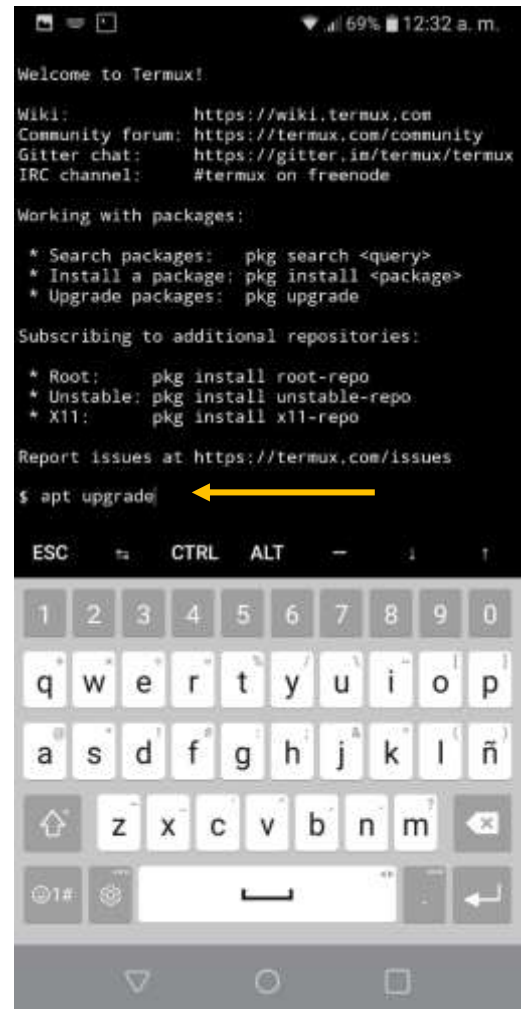 69% 12:32 a. m.
Welcome to Termux!
Wiki: https://wiki.termux.com
Community forum: https://termux.com/community
Gitter chat: https://gitter.im/termux/termux
IRC channel: #termux on freenode
Working with packages:
* Search packages: pkg search <query>
* Install a package: pkg install <package>
* Upgrade packages: pkg upgrade
Subscribing to additional repositories:
* Root: pkg install root-repo
* Unstable: pkg install unstable-repo
* X11: pkg install x11-repo
Report issues at https://termux.com/issues
$ apt upgrade
ESC CTRL ALT –
1 2 3 4 5 6 7 8 9 0
q w e r t y u i o p
a s d f g h j k l ñ
z x c v b n m
1#